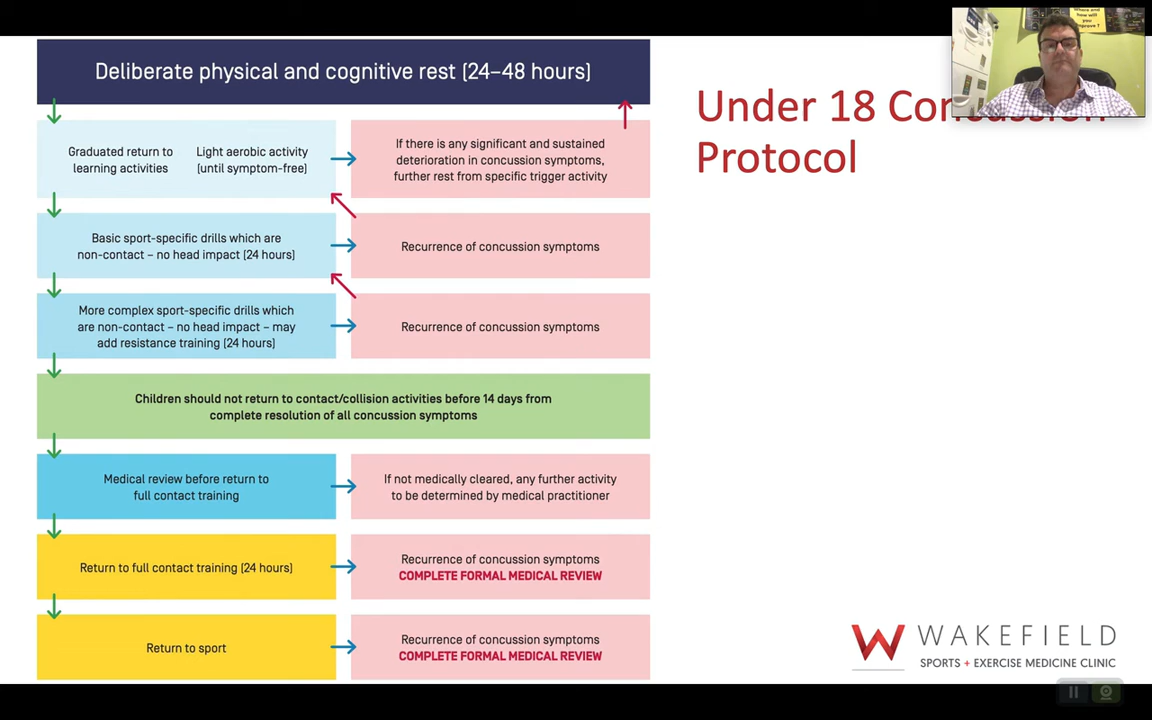 Deliberate physical and cognitive rest [24–48 hours]
Graduated return to
learning activities
Light aerobic activity
[until symptom-free]
If there is any significant and sustained
deterioration in concussion symptoms,
further rest from specific trigger activity
Basic sport-specific drills which are
non-contact – no head impact [24 hours]
Recurrence of concussion symptoms
More complex sport-specific drills which
are non-contact – no head impact – may
add resistance training [24 hours]
Recurrence of concussion symptoms
Children should not return to contact/collision activities before 14 days from
complete resolution of all concussion symptoms
Medical review before return to
full contact training
If not medically cleared, any further activity
to be determined by medical practitioner
Return to full contact training [24 hours]
Recurrence of concussion symptoms
COMPLETE FORMAL MEDICAL REVIEW
Return to sport
Recurrence of concussion symptoms
COMPLETE FORMAL MEDICAL REVIEW
Under 18 Concussion
Protocol
Where and
how will
you
improve ?
WAKEFIELD
SPORTS + EXERCISE MEDICINE CLINIC